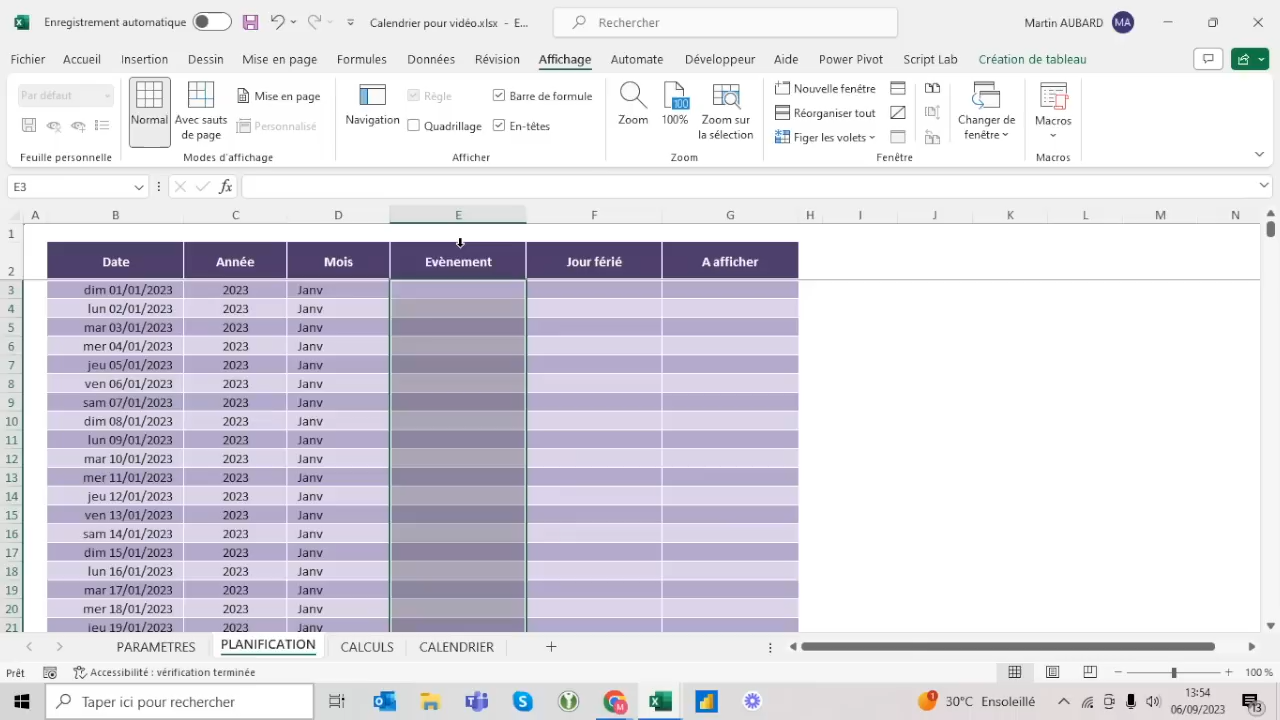 Enregistrement automatique
Calendrier pour vidéo.xlsx - E...
Rechercher
Martin AUBARD
MA
Fichier Accueil Insertion Dessin Mise en page Formules Données Révision Affichage Automate Développeur Aide Power Pivot Script Lab Création de tableau
Par défaut
Feuille personnelle
Normal
Avec sauts
de page
Mise en page
Personnalisé
Modes d'affichage
Navigation
Règle
Quadrillage
Barre de formule
En-têtes
Afficher
Zoom
100
100%
Zoom sur
la sélection
Zoom
Nouvelle fenêtre
Réorganiser tout
Figer les volets
Changer de
fenêtre
Fenêtre
Macros
Macros
E3
fx
A B C D E F G H I J K L M N
1
2 Date Année Mois Evènement Jour férié A afficher
3 dim 01/01/2023 2023 Janv
4 lun 02/01/2023 2023 Janv
5 mar 03/01/2023 2023 Janv
6 mer 04/01/2023 2023 Janv
7 jeu 05/01/2023 2023 Janv
8 ven 06/01/2023 2023 Janv
9 sam 07/01/2023 2023 Janv
10 dim 08/01/2023 2023 Janv
11 lun 09/01/2023 2023 Janv
12 mar 10/01/2023 2023 Janv
13 mer 11/01/2023 2023 Janv
14 jeu 12/01/2023 2023 Janv
15 ven 13/01/2023 2023 Janv
16 sam 14/01/2023 2023 Janv
17 dim 15/01/2023 2023 Janv
18 lun 16/01/2023 2023 Janv
19 mar 17/01/2023 2023 Janv
20 mer 18/01/2023 2023 Janv
21 jeu 19/01/2023 2023 Janv
PARAMETRES PLANIFICATION CALCULS CALENDRIER
Prêt
Accessibilité : vérification terminée
100 %
Taper ici pour rechercher
1
30°C Ensoleillé
13:54
06/09/2023
13